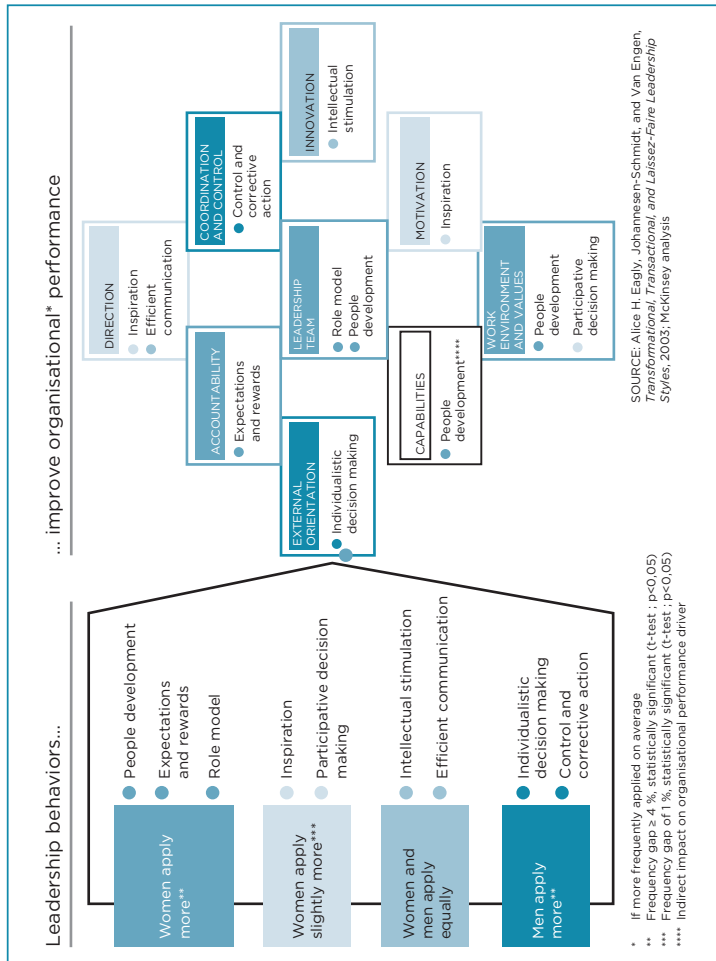 Leadership behaviors...
Women apply
more**
People development
Expectations
and rewards
Role model
Women apply
slightly more***
Inspiration
Participative decision
making
Women and
men apply
equally
Intellectual stimulation
Efficient communication
Men apply
more**
Individualistic
decision making
Control and
corrective action
... improve organisational* performance
DIRECTION
Inspiration
Efficient
communication
ACCOUNTABILITY
Expectations
and rewards
COORDINATION
AND CONTROL
Control and
corrective
action
EXTERNAL
ORIENTATION
Individualistic
decision making
LEADERSHIP
TEAM
Role model
People
development
INNOVATION
Intellectual
stimulation
CAPABILITIES
People
development****
MOTIVATION
Inspiration
WORK
ENVIRONMENT
AND VALUES
People
development
Participative
decision making
* If more frequently applied on average
** Frequency gap ≥ 4 %, statistically significant (t-test ; p<0,05)
*** Frequency gap of 1 %, statistically significant (t-test ; p<0,05)
**** Indirect impact on organisational performance driver
SOURCE: Alice H. Eagly, Johannesen-Schmidt, and Van Engen,
Transformational, Transactional, and Laissez-Faire Leadership
Styles, 2003; McKinsey analysis